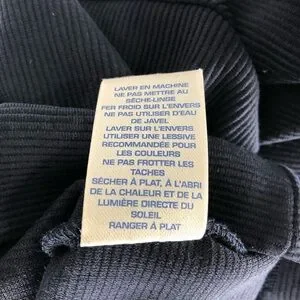 LAVER EN MACHINE
NE PAS METTRE AU
SÈCHE-LINGE
FER FROID SUR L'ENVERS
NE PAS UTILISER D'EAU
DE JAVEL
LAVER SUR L'ENVERS
UTILISER UNE LESSIVE
RECOMMANDÉE POUR
LES COULEURS
NE PAS FROTTER LES
TACHES
SÉCHER À PLAT, À L'ABRI
DE LA CHALEUR ET DE LA
LUMIÈRE DIRECTE DU
SOLEIL
RANGER À PLAT